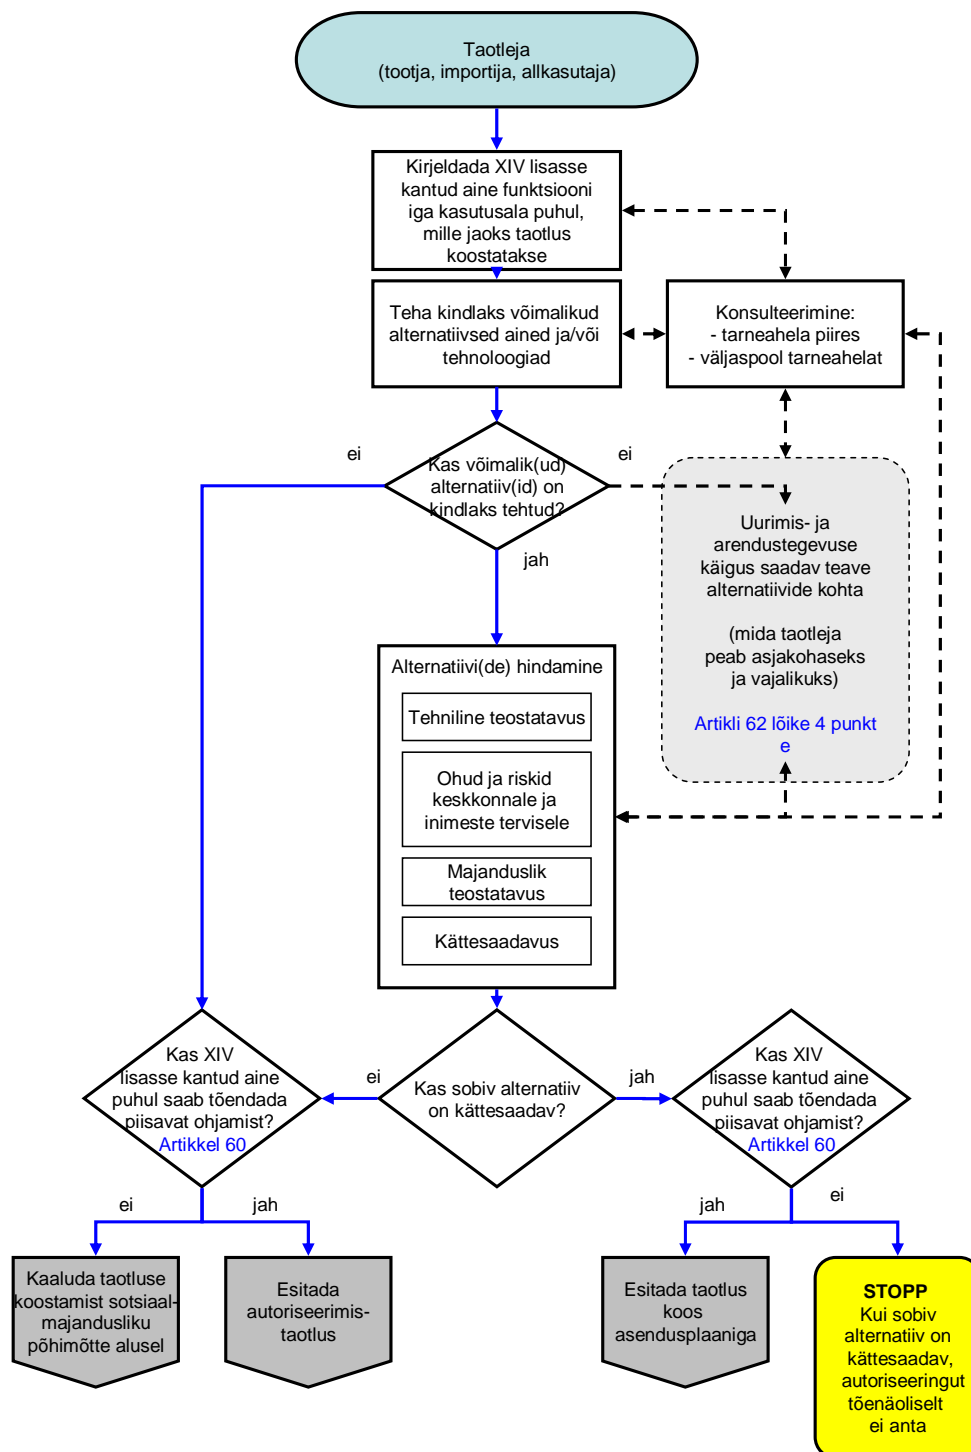 Taotleja
(tootja, importija, allkasutaja)
Kirjeldada XIV lisasse
kantud aine funktsiooni
iga kasutusala puhul,
mille jaoks taotlus
koostatakse
Teha kindlaks võimalikud
alternatiivsed ained ja/või
tehnoloogiad
Konsulteerimine:
- tarneahela piires
- väljaspool tarneahelat
ei
Kas võimalik(ud)
alternatiiv(id) on
kindlaks tehtud?
ei
jah
Uurimis- ja
arendustegevuse
käigus saadav teave
alternatiivide kohta
(mida taotleja
peab asjakohaseks
ja vajalikuks)
Artikli 62 lõike 4 punkt
e
Alternatiivi(de) hindamine
Tehniline teostatavus
Ohud ja riskid
keskkonnale ja
inimeste tervisele
Majanduslik
teostatavus
Kättesaadavus
Kas XIV
lisasse kantud aine
puhul saab tõendada
piisavat ohjamist?
Artikkel 60
ei
Kas sobiv alternatiiv
on kättesaadav?
jah
Kas XIV
lisasse kantud aine
puhul saab tõendada
piisavat ohjamist?
Artikkel 60
ei
jah
jah
ei
Kaaluda taotluse
koostamist sotsiaal-
majandusliku
põhimõtte alusel
Esitada
autoriseerimis-
taotlus
Esitada taotlus
koos
asendusplaaniga
STOPP
Kui sobiv
alternatiiv on
kättesaadav,
autoriseeringut
tõenäoliselt
ei anta